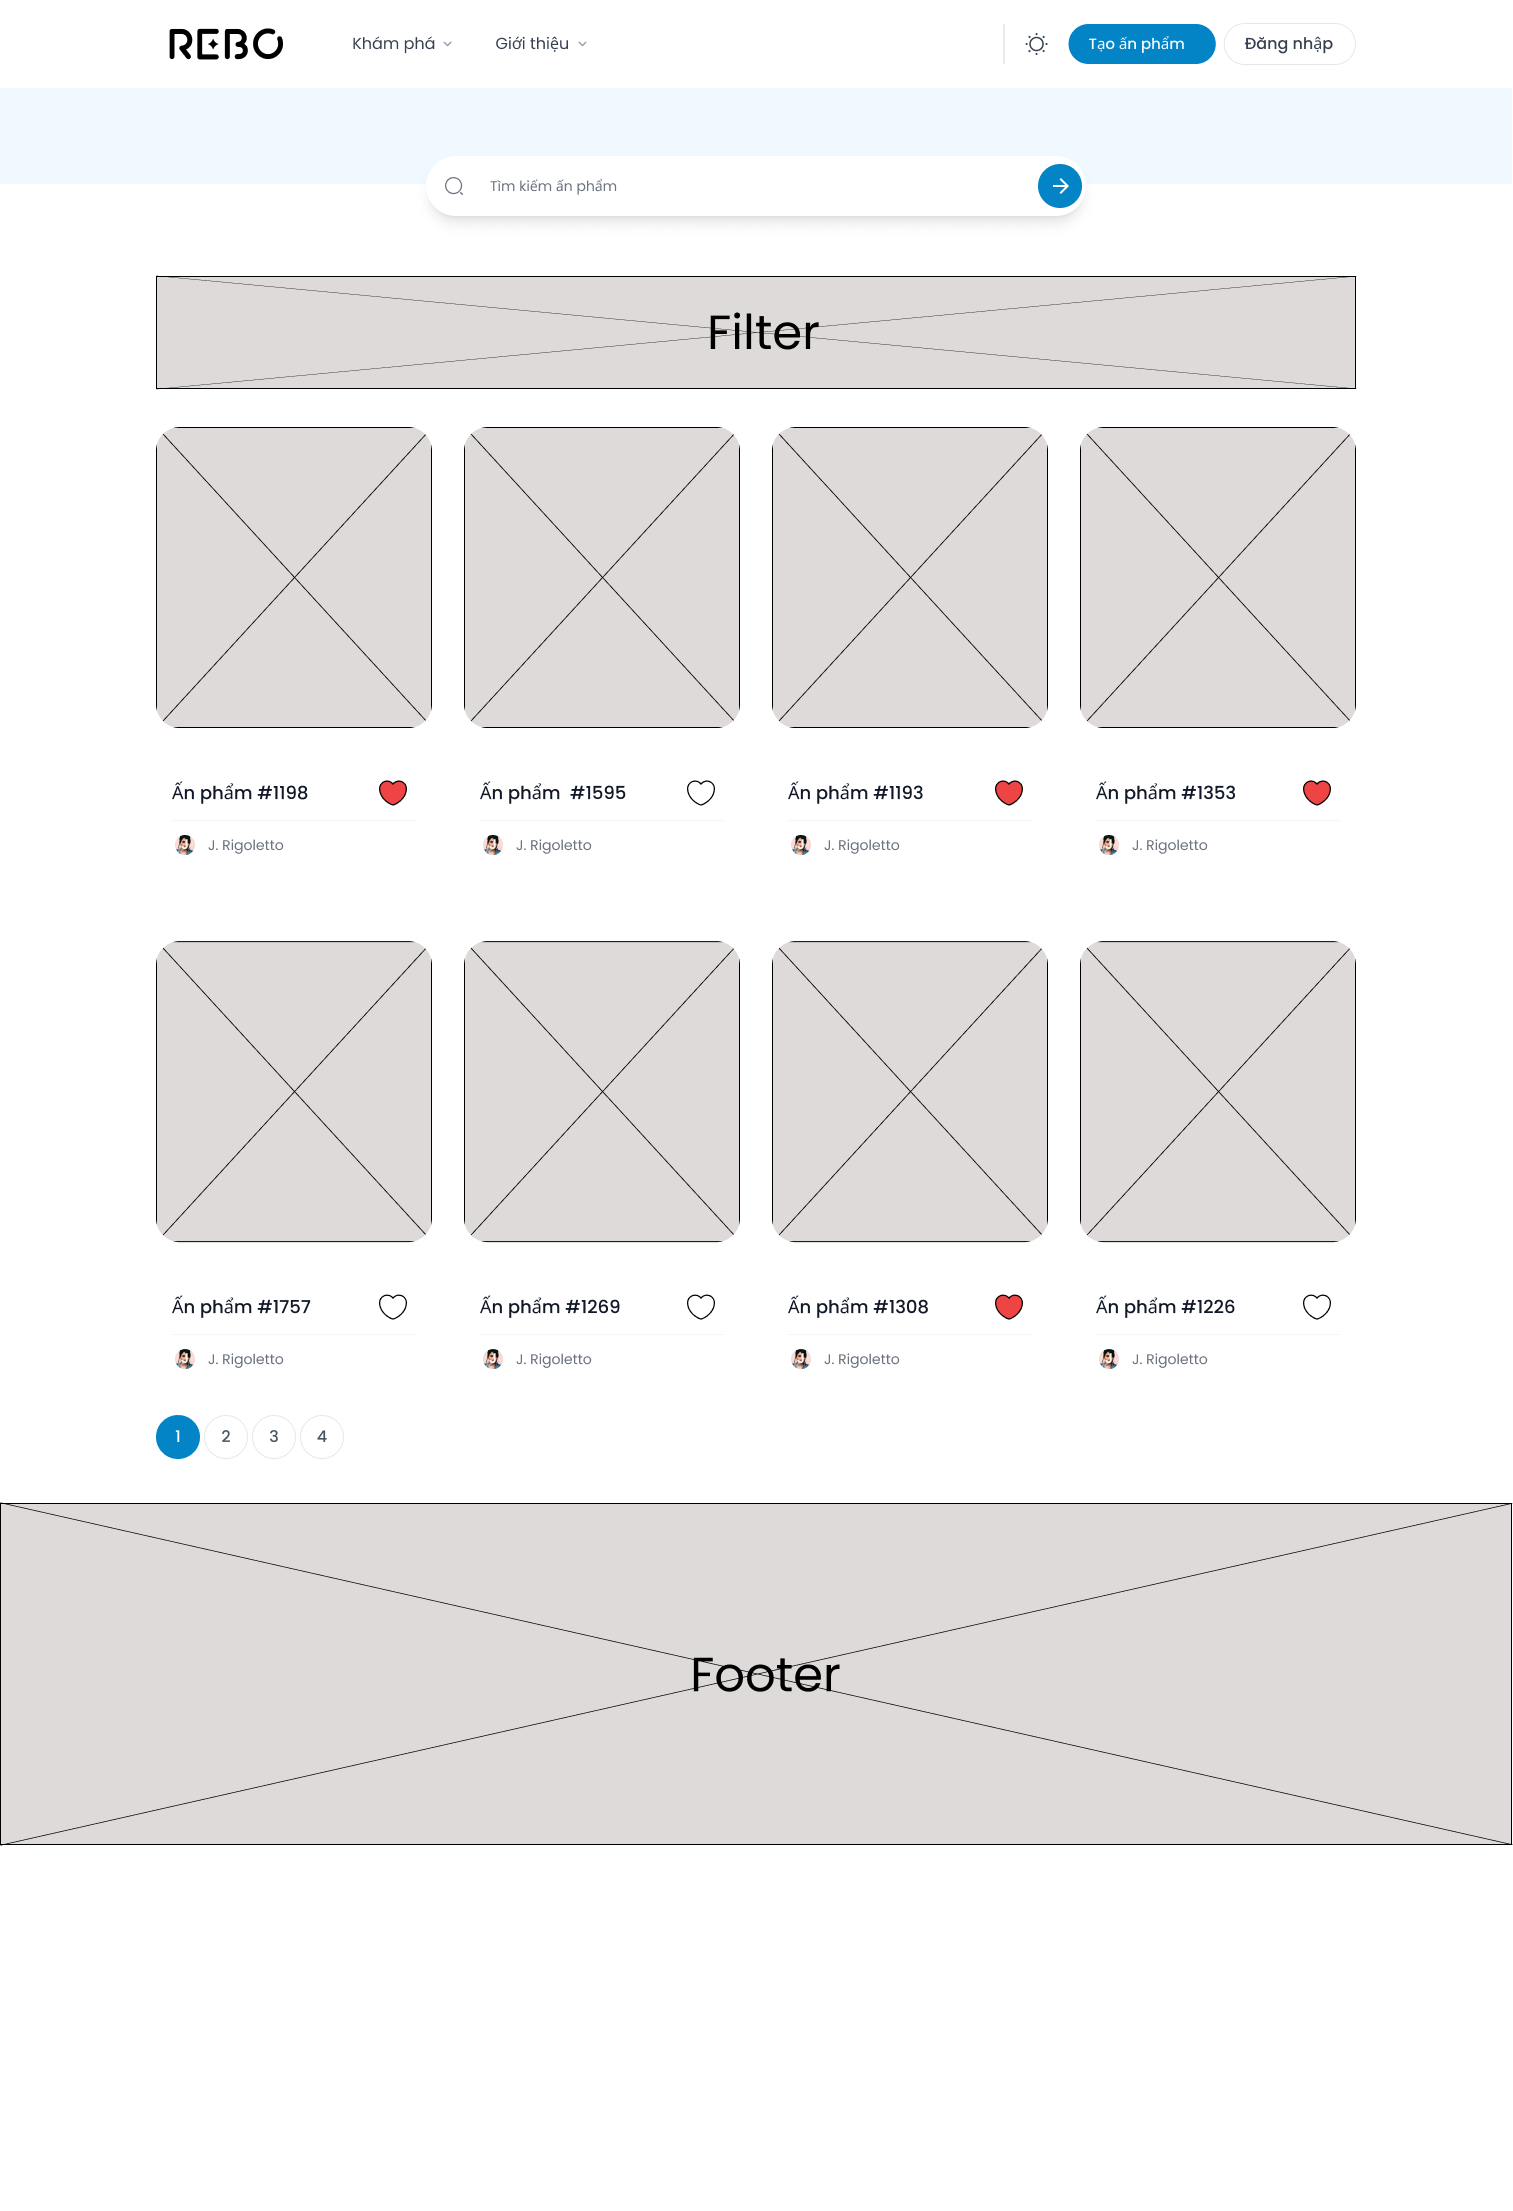 REBO
Khám phá
Giới thiệu
Tạo ấn phẩm
Đăng nhập
Tìm kiếm ấn phẩm
Filter
Ấn phẩm #1198
Ấn phẩm #1595
Ấn phẩm #1193
Ấn phẩm #1353
J. Rigoletto
J. Rigoletto
J. Rigoletto
J. Rigoletto
Ấn phẩm #1757
Ấn phẩm #1269
Ấn phẩm #1308
Ấn phẩm #1226
J. Rigoletto
J. Rigoletto
J. Rigoletto
J. Rigoletto
1 2 3 4
Footer